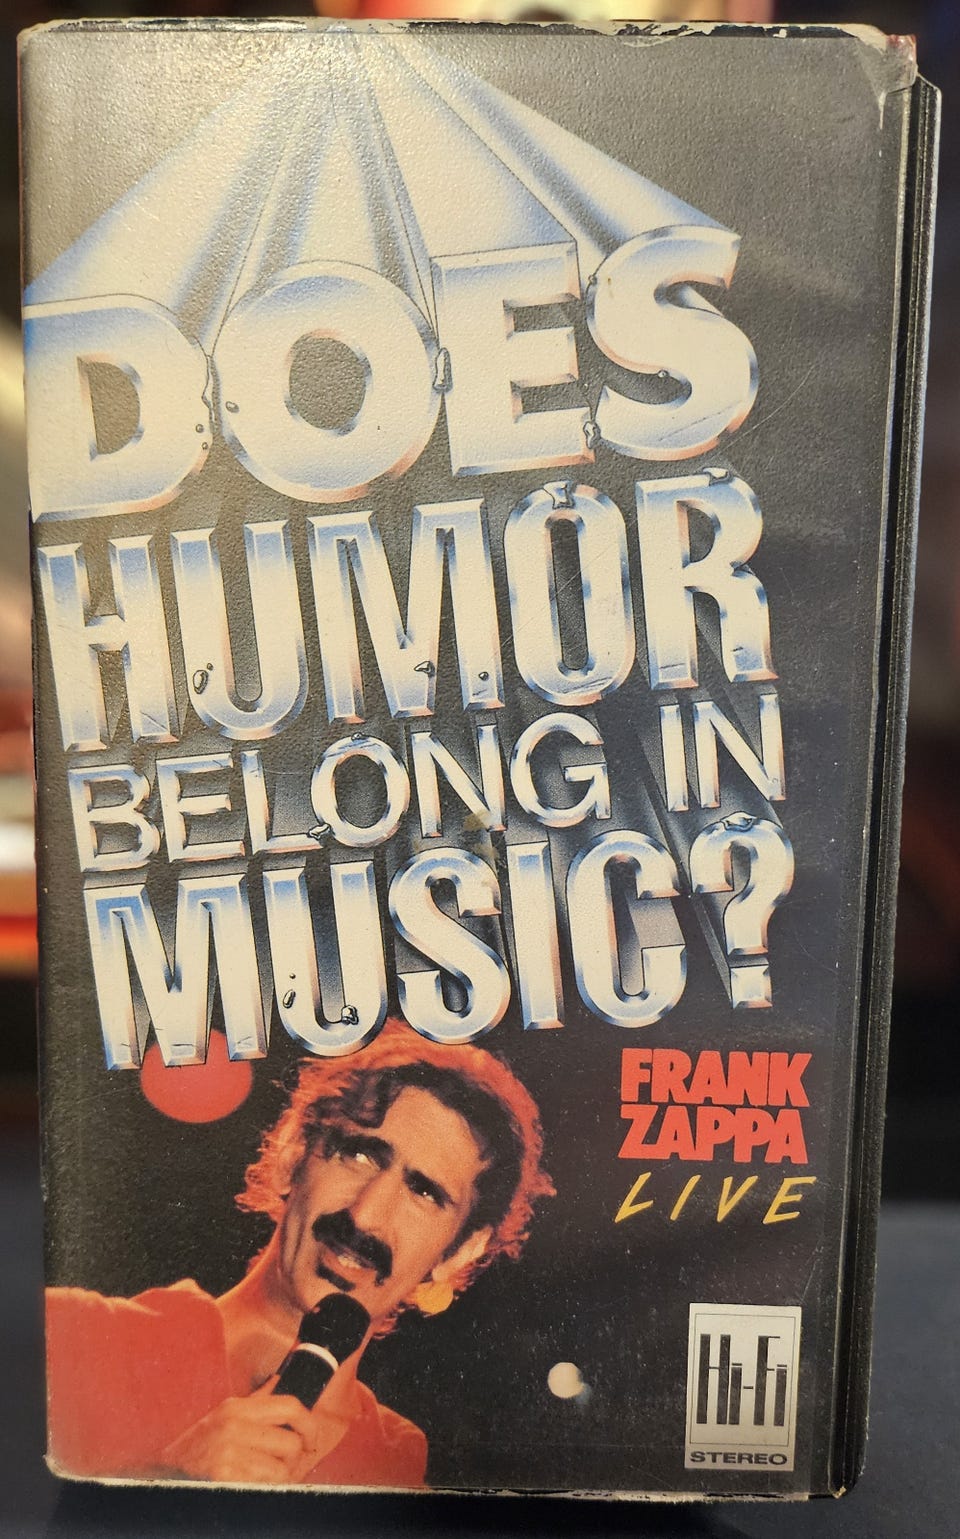 DOES
HUMOR
BELONG IN
MUSIC?
FRANK
ZAPPA
LIVE
Hi-Fi
STEREO